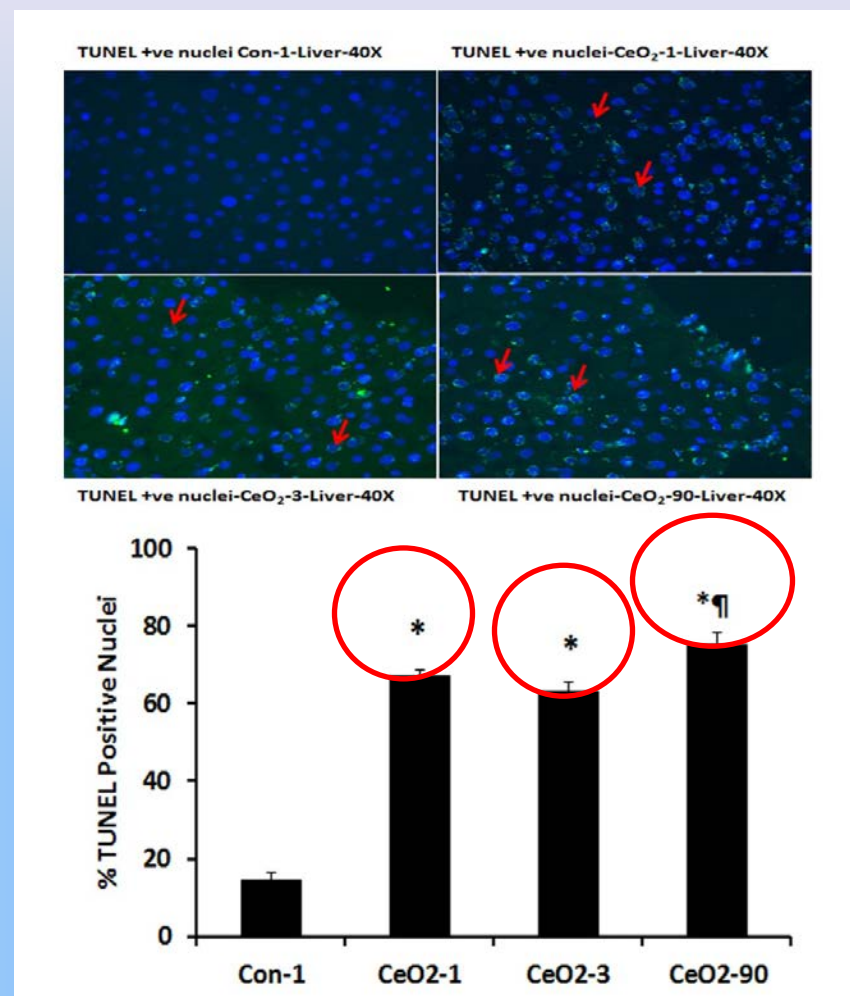 TUNEL +ve nuclei Con-1-Liver-40X
TUNEL +ve nuclei-CeO₂-1-Liver-40X
TUNEL +ve nuclei-CeO₂-3-Liver-40X
TUNEL +ve nuclei-CeO₂-90-Liver-40X
% TUNEL Positive Nuclei
100
80
60
40
20
0
*
*
*¶
Con-1 CeO2-1 CeO2-3 CeO2-90